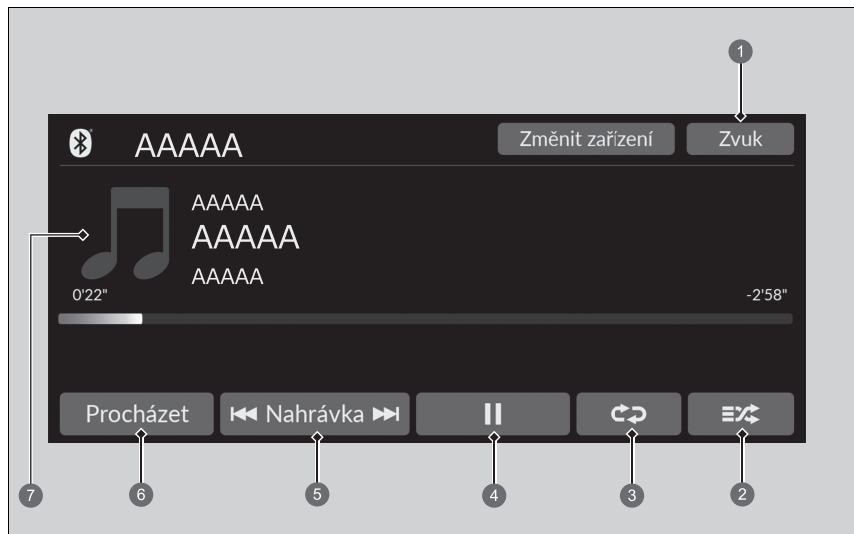 1
AAAAA Změnit zařízení Zvuk
AAAAA
AAAAA
AAAAA
7
0'22" -2'58"
Procházet Nahrávka
7 6 5 4 3 2